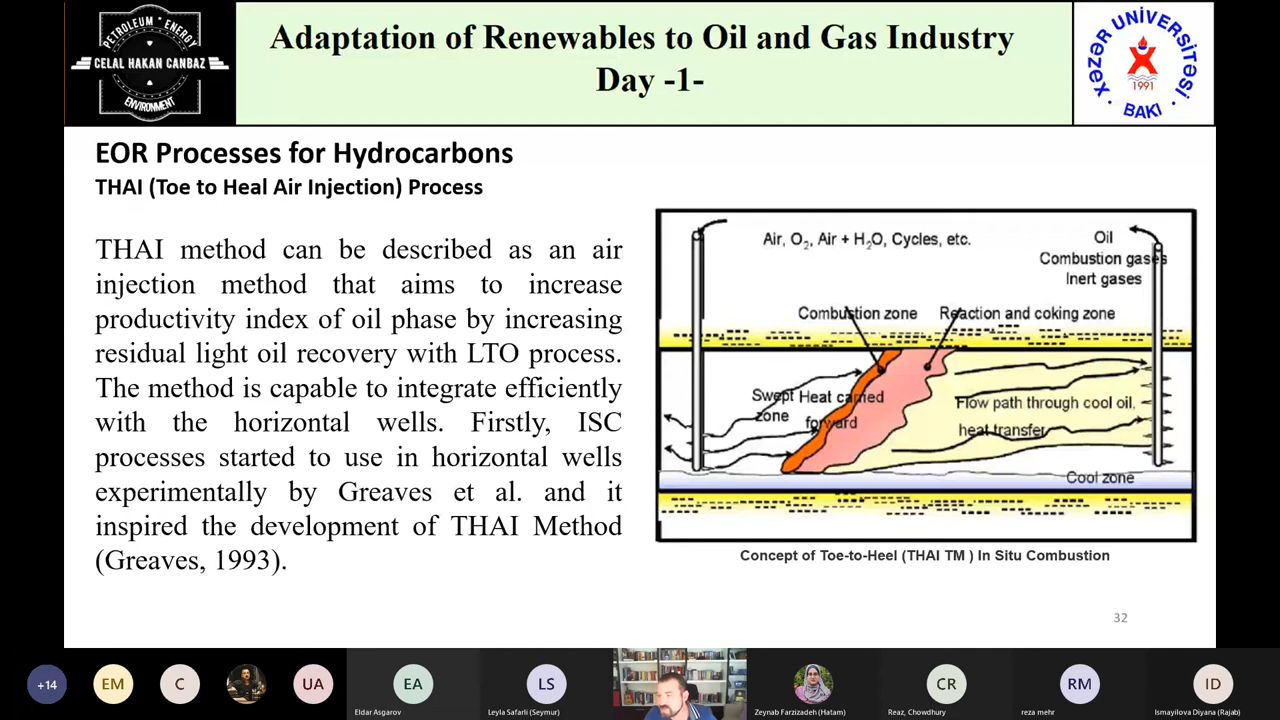 PETROLEUM * ENERGY
CELAL HAKAN CANBAZ
ENVIRONMENT
Adaptation of Renewables to Oil and Gas Industry
Day -1-
XƏZƏR UNİVERSİTƏSİ
1991
· BAKI ·
EOR Processes for Hydrocarbons
THAI (Toe to Heal Air Injection) Process
THAI method can be described as an air
injection method that aims to increase
productivity index of oil phase by increasing
residual light oil recovery with LTO process.
The method is capable to integrate efficiently
with the horizontal wells. Firstly, ISC
processes started to use in horizontal wells
experimentally by Greaves et al. and it
inspired the development of THAI Method
(Greaves, 1993).
Air, O2, Air + H2O, Cycles, etc.
Oil
Combustion gases
Inert gases
Combustion zone
Reaction and coking zone
Swept
zone
Heat carried
forward
Flow path through cool oil,
heat transfer
Cool zone
Concept of Toe-to-Heel (THAI TM ) In Situ Combustion
32
+14
EM
C
UA
EA
Eldar Asgarov
LS
Leyla Safarli (Seymur)
Zeynab Farzizadeh (Hatam)
CR
Reaz, Chowdhury
RM
reza mehr
ID
Ismayilova Diyana (Rajab)